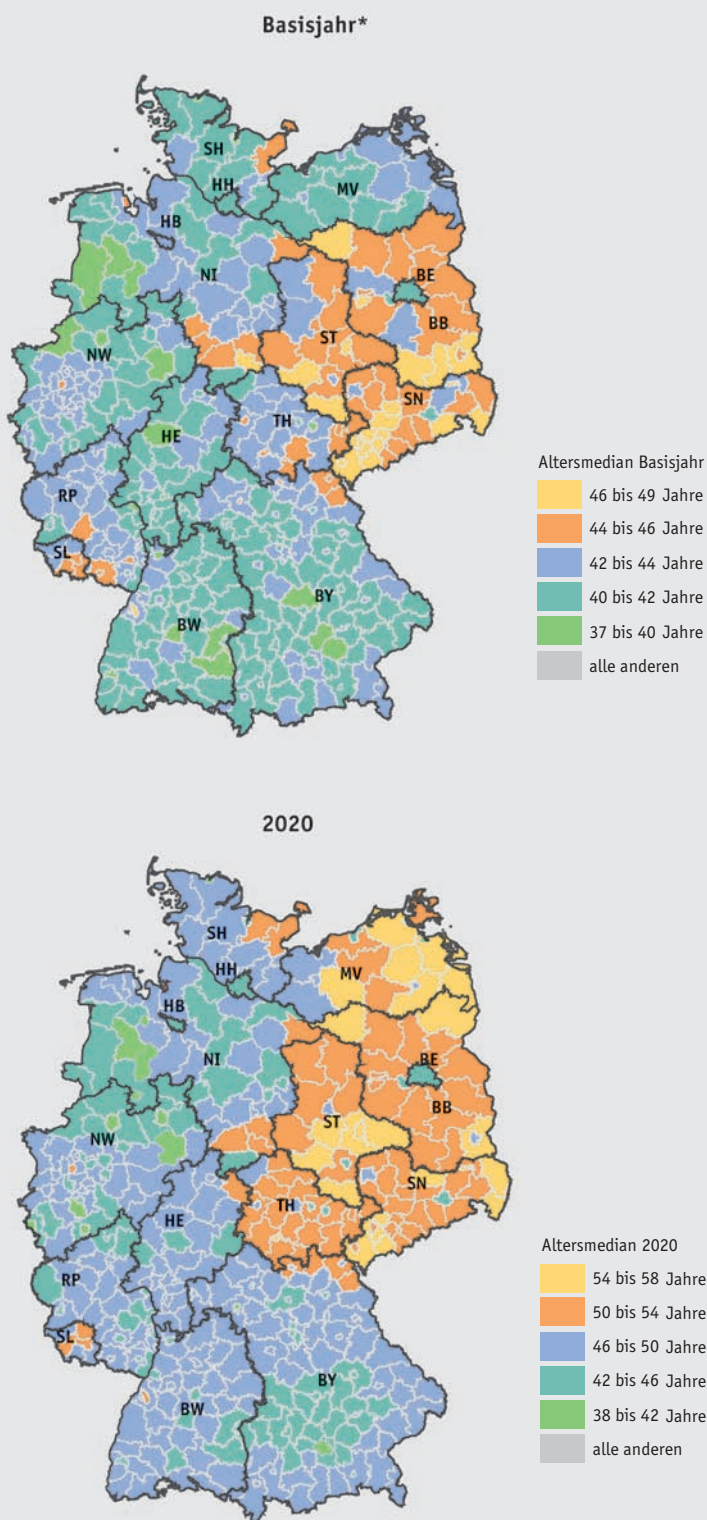 Basisjahr*
SH
HH
MV
HB
NI
BE
BB
ST
NW
SN
TH
HE
RP
SL
BY
BW
Altersmedian Basisjahr
46 bis 49 Jahre
44 bis 46 Jahre
42 bis 44 Jahre
40 bis 42 Jahre
37 bis 40 Jahre
alle anderen
2020
SH
HH
MV
HB
NI
BE
BB
ST
NW
SN
TH
HE
RP
SL
BY
BW
Altersmedian 2020
54 bis 58 Jahre
50 bis 54 Jahre
46 bis 50 Jahre
42 bis 46 Jahre
38 bis 42 Jahre
alle anderen